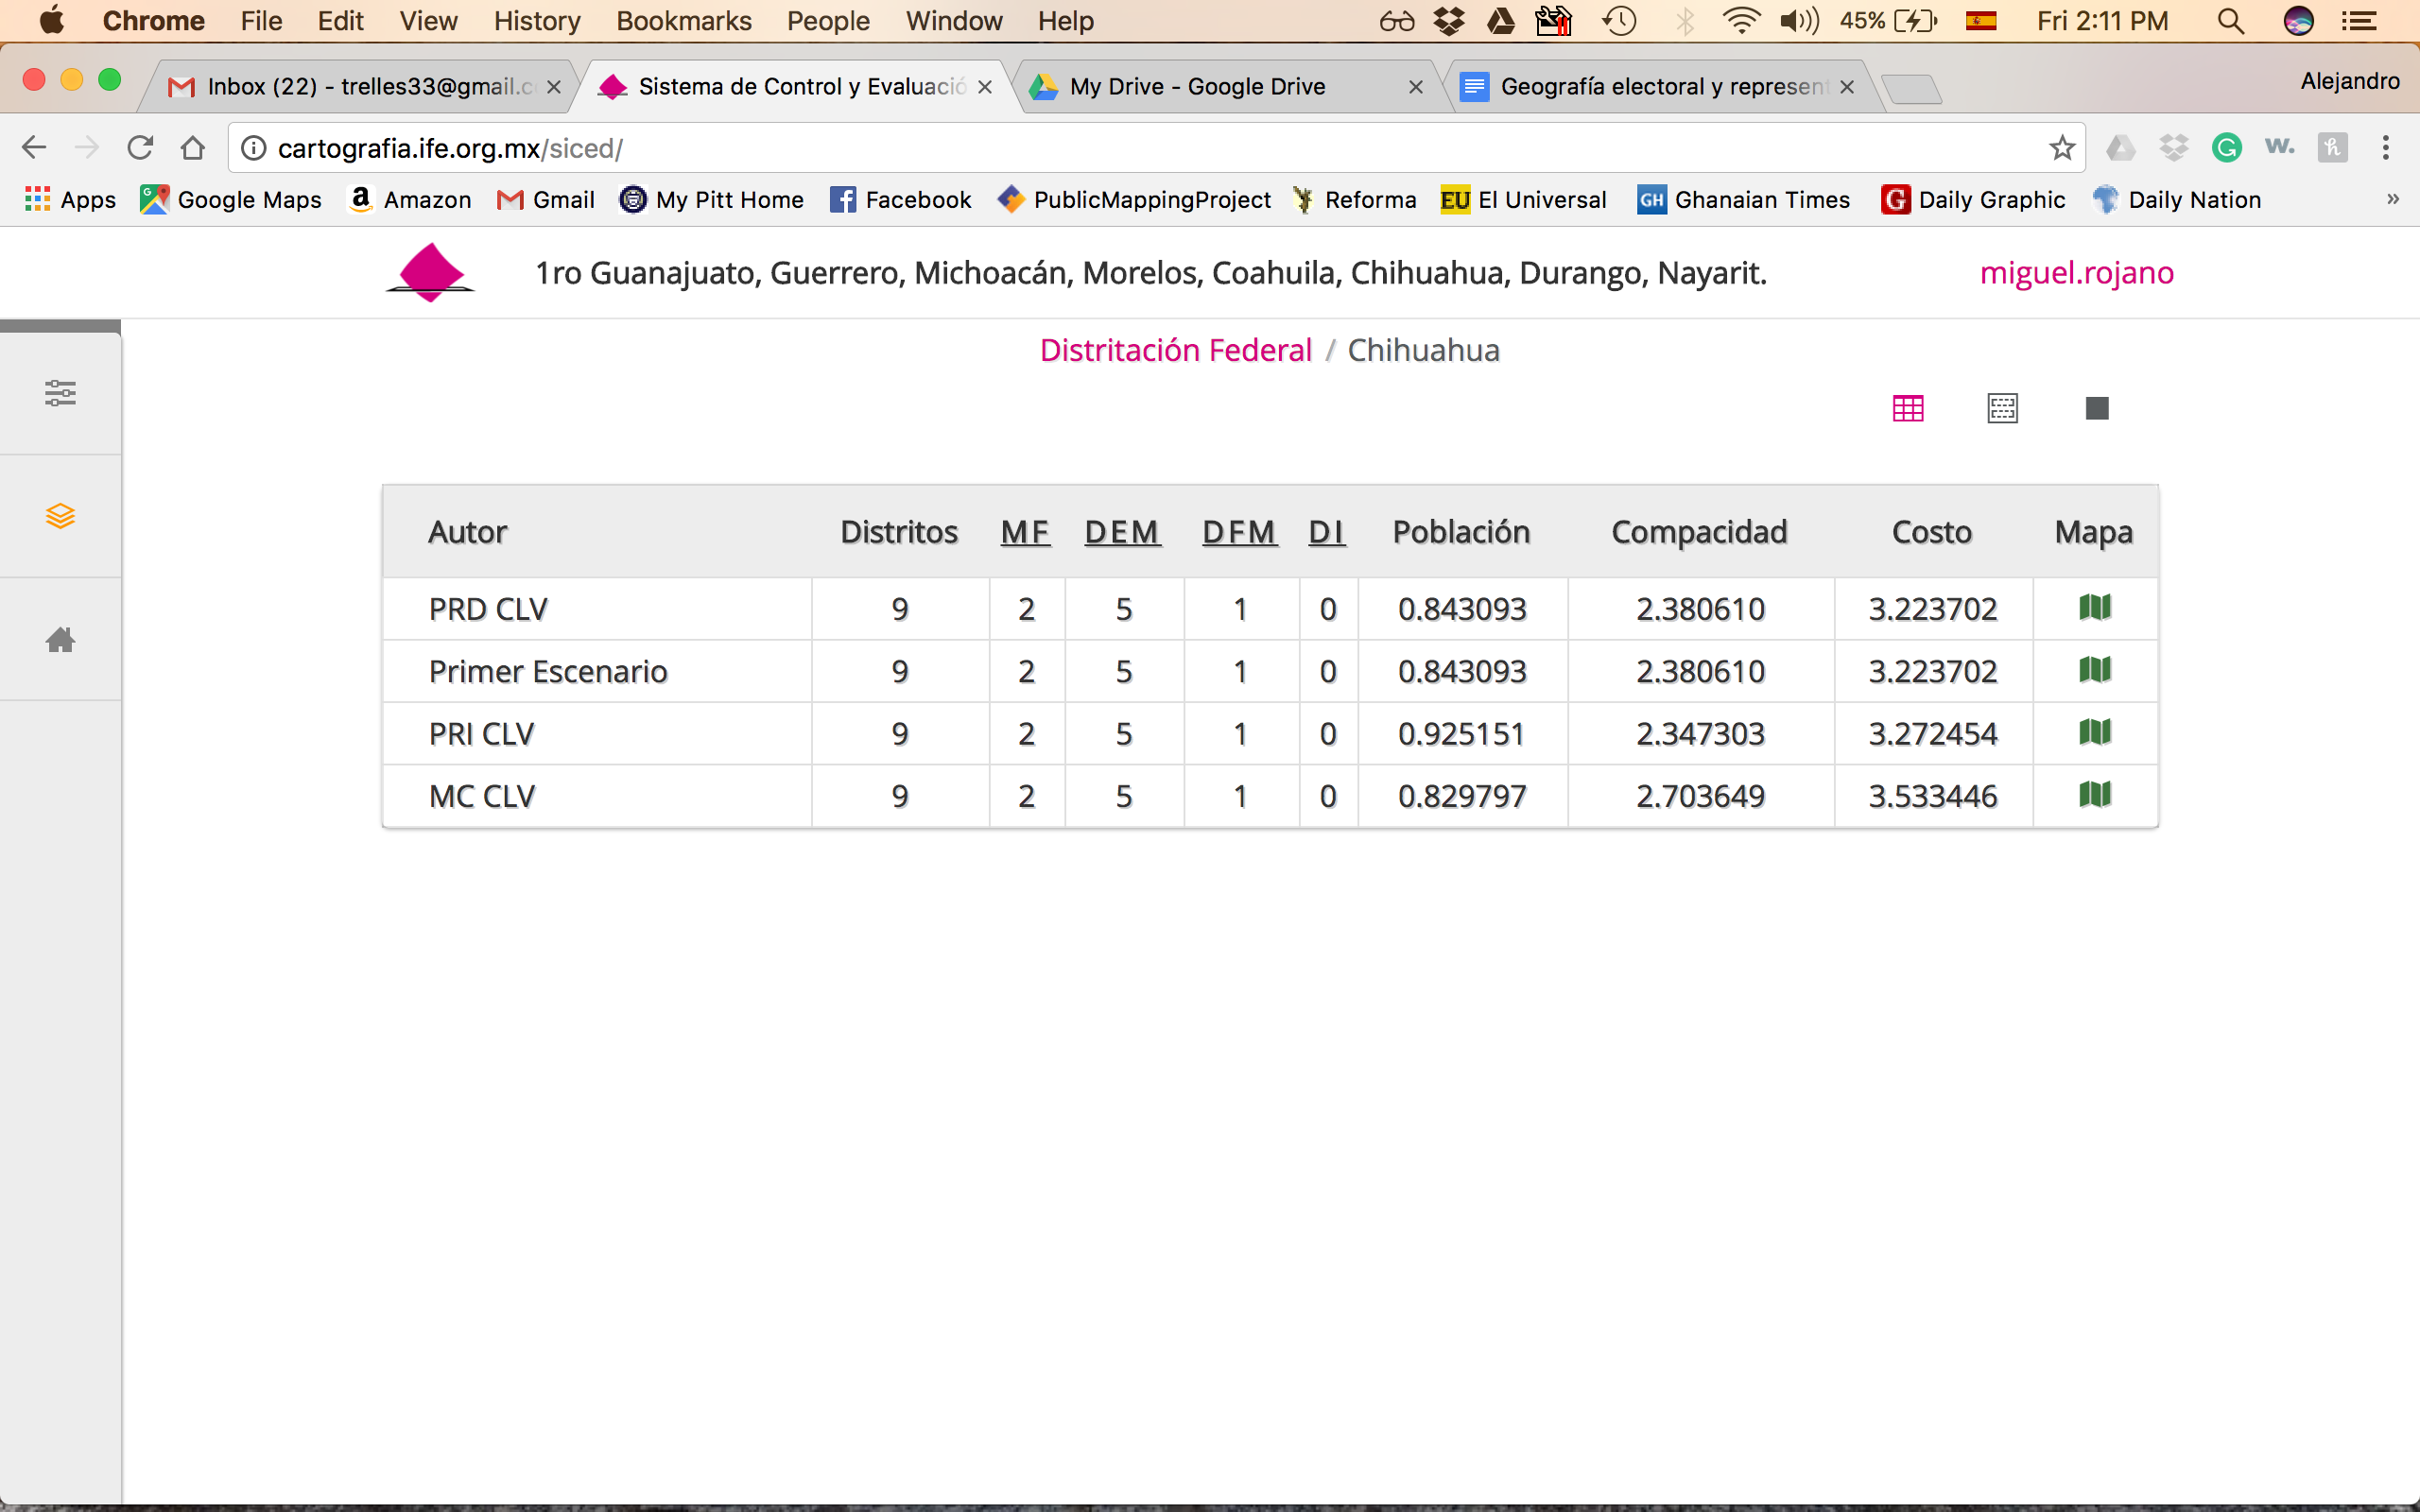 Chrome File Edit View History Bookmarks People Window Help 45% Fri 2:11 PM
Inbox (22) - trelles33@gmail.c Sistema de Control y Evaluació My Drive - Google Drive Geografía electoral y represent Alejandro
cartografia.ife.org.mx/siced/
Apps Google Maps Amazon Gmail My Pitt Home Facebook PublicMappingProject Reforma EU El Universal GH Ghanaian Times G Daily Graphic Daily Nation »
1ro Guanajuato, Guerrero, Michoacán, Morelos, Coahuila, Chihuahua, Durango, Nayarit. miguel.rojano
Distritación Federal / Chihuahua
Autor Distritos MF DEM DFM DI Población Compacidad Costo Mapa
PRD CLV 9 2 5 1 0 0.843093 2.380610 3.223702
Primer Escenario 9 2 5 1 0 0.843093 2.380610 3.223702
PRI CLV 9 2 5 1 0 0.925151 2.347303 3.272454
MC CLV 9 2 5 1 0 0.829797 2.703649 3.533446